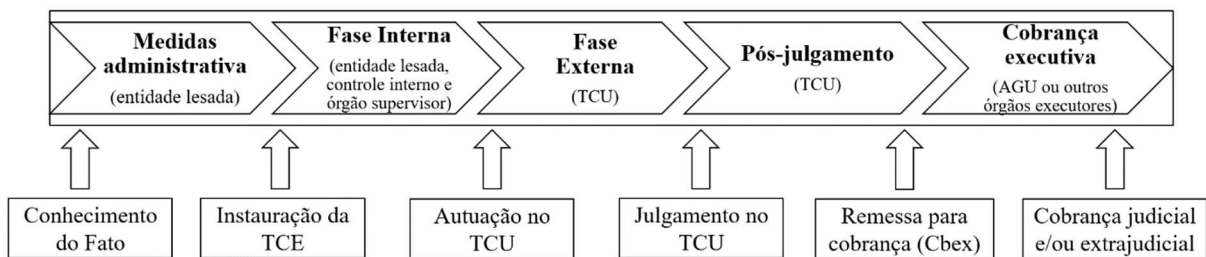 Medidas
administrativa
(entidade lesada)
Fase Interna
(entidade lesada,
controle interno e
órgão supervisor)
Fase
Externa
(TCU)
Pós-julgamento
(TCU)
Cobrança
executiva
(AGU ou outros
órgãos executores)
Conhecimento
do Fato
Instauração da
TCE
Autuação no
TCU
Julgamento no
TCU
Remessa para
cobrança (Cbex)
Cobrança judicial
e/ou extrajudicial